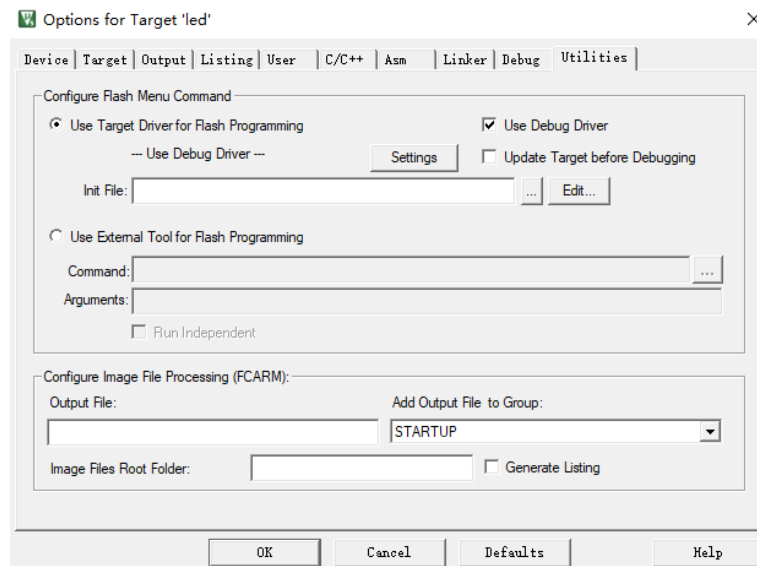 Options for Target 'led'
Device Target Output Listing User C/C++ Asm Linker Debug Utilities
Configure Flash Menu Command
Use Target Driver for Flash Programming
Use Debug Driver
--- Use Debug Driver ---
Settings
Update Target before Debugging
Init File:
...
Edit...
Use External Tool for Flash Programming
Command:
...
Arguments:
Run Independent
Configure Image File Processing (FCARM):
Output File:
Add Output File to Group:
STARTUP
Image Files Root Folder:
Generate Listing
OK Cancel Defaults Help